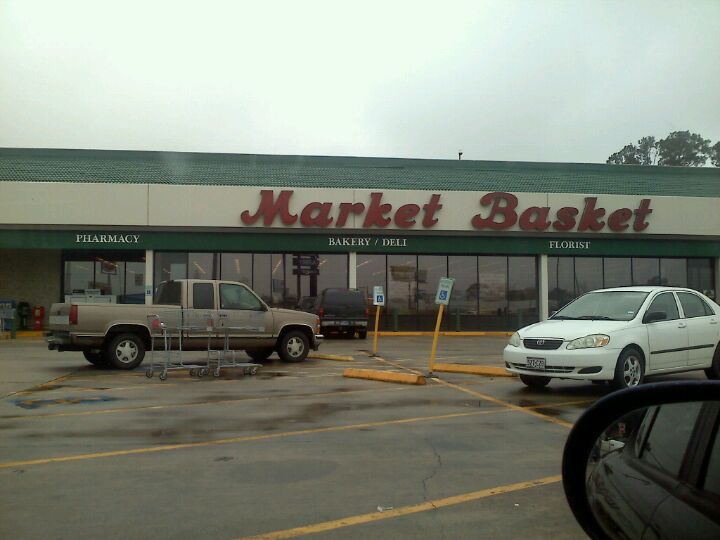 Market Basket
PHARMACY
BAKERY / DELI
FLORIST